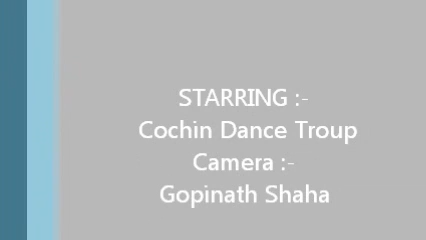 STARRING :-
Cochin Dance Troup
Camera :-
Gopinath Shaha